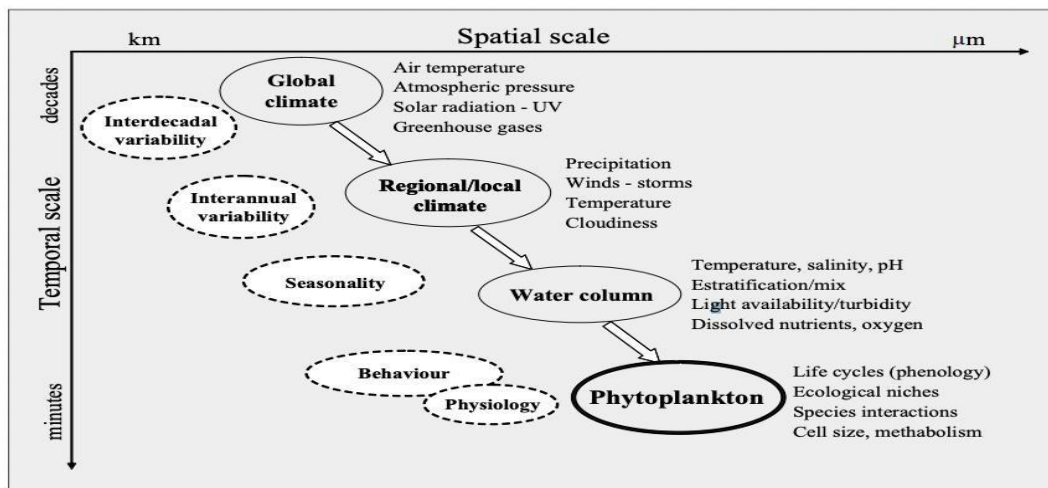 km
Spatial scale
μm
Temporal scale
decades
minutes
Global
climate
Air temperature
Atmospheric pressure
Solar radiation - UV
Greenhouse gases
Interdecadal
variability
Regional/local
climate
Precipitation
Winds - storms
Temperature
Cloudiness
Interannual
variability
Seasonality
Water column
Temperature, salinity, pH
Estratification/mix
Light availability/turbidity
Dissolved nutrients, oxygen
Behaviour
Physiology
Phytoplankton
Life cycles (phenology)
Ecological niches
Species interactions
Cell size, methabolism